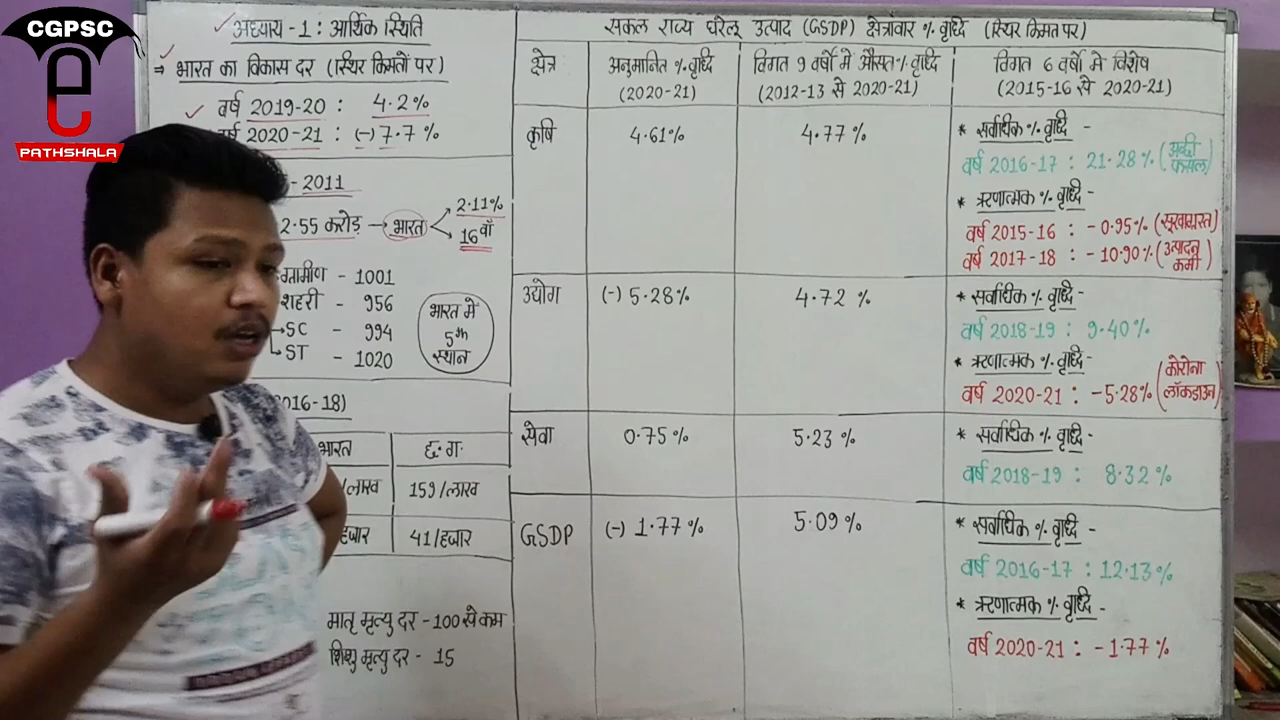 CGPSC
e
PATHSHALA
अध्याय -1 : आर्थिक स्थिति
⇒ भारत का विकास दर (स्थिर किमतों पर)
वर्ष 2019-20 : 4.2%
वर्ष 2020-21 : (-) 7.7 %
- 2011
2.55 करोड़ → भारत
2.11%
16वाँ
ग्रामीण - 1001
शहरी - 956
SC - 994
ST - 1020
भारत में
5th
स्थान
2016-18)
भारत छ. ग.
/लाख 159/लाख
हजार 41/हजार
मातृ मृत्यु दर - 100 से कम
शिशु मृत्यु दर - 15
सकल राज्य घरेलू उत्पाद (GSDP) क्षेत्रावार % वृध्दि (स्थिर किमत पर)
क्षेत्र अनुमानित % वृध्दि विगत 9 वर्षों में औसत % वृध्दि विगत 6 वर्षो मे विशेष
(2020-21) (2012-13 से 2020-21) (2015-16 से 2020-21)
कृषि 4.61% 4.77 %
* सर्वाधिक % वृध्दि -
वर्ष 2016-17 : 21.28% (अच्छी
फसल)
* ऋणात्मक % वृध्दि -
वर्ष 2015-16 : - 0.95% (सूखाग्रस्त)
वर्ष 2017-18 : - 10.90% (उत्पादन
कमी)
उद्योग (-) 5.28% 4.72 %
* सर्वाधिक % वृध्दि -
वर्ष 2018-19 : 9.40%
* ऋणात्मक % वृध्दि -
वर्ष 2020-21 : -5.28% (कोरोना
लॉकडाउन)
सेवा 0.75 % 5.23 %
* सर्वाधिक % वृध्दि -
वर्ष 2018-19 : 8.32 %
GSDP (-) 1.77 % 5.09 %
* सर्वाधिक % वृध्दि -
वर्ष 2016-17 : 12.13 %
* ऋणात्मक % वृध्दि -
वर्ष 2020-21 : -1.77 %